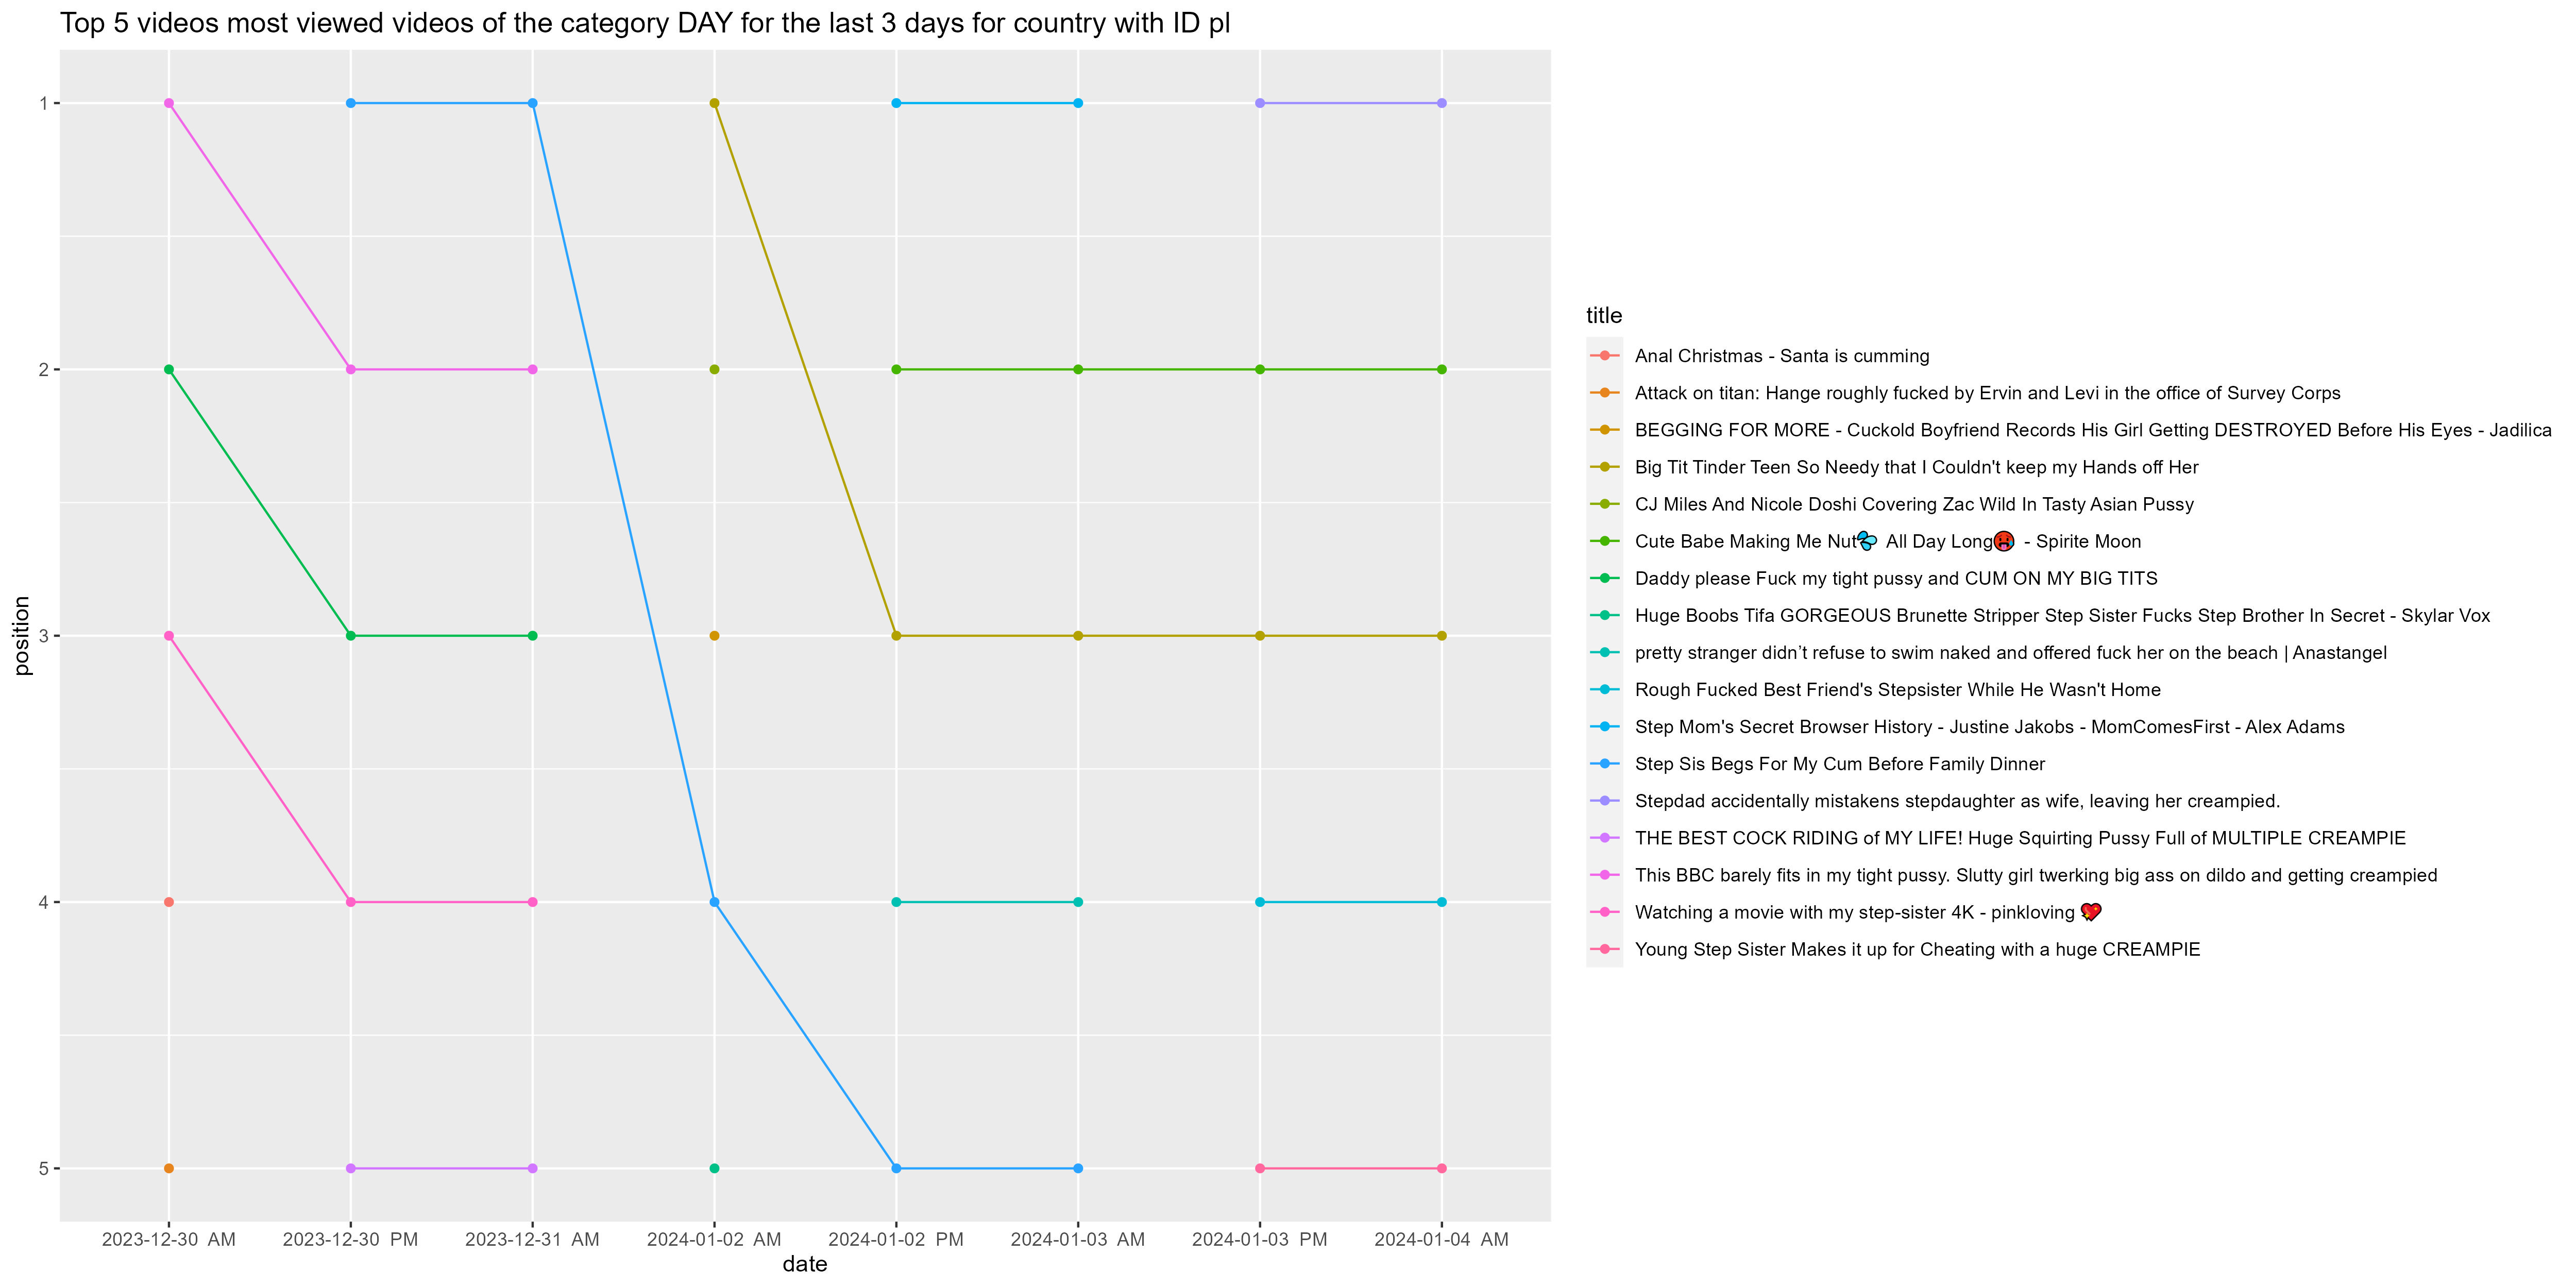 Top 5 videos most viewed videos of the category DAY for the last 3 days for country with ID pl
position
1
2
3
4
5
2023-12-30 AM
2023-12-30 PM
2023-12-31 AM
2024-01-02 AM
2024-01-02 PM
2024-01-03 AM
2024-01-03 PM
2024-01-04 AM
date
title
Anal Christmas - Santa is cumming
Attack on titan: Hange roughly fucked by Ervin and Levi in the office of Survey Corps
BEGGING FOR MORE - Cuckold Boyfriend Records His Girl Getting DESTROYED Before His Eyes - Jadilica
Big Tit Tinder Teen So Needy that I Couldn't keep my Hands off Her
CJ Miles And Nicole Doshi Covering Zac Wild In Tasty Asian Pussy
Cute Babe Making Me Nut💦 All Day Long🥵 - Spirite Moon
Daddy please Fuck my tight pussy and CUM ON MY BIG TITS
Huge Boobs Tifa GORGEOUS Brunette Stripper Step Sister Fucks Step Brother In Secret - Skylar Vox
pretty stranger didn’t refuse to swim naked and offered fuck her on the beach | Anastangel
Rough Fucked Best Friend's Stepsister While He Wasn't Home
Step Mom's Secret Browser History - Justine Jakobs - MomComesFirst - Alex Adams
Step Sis Begs For My Cum Before Family Dinner
Stepdad accidentally mistakens stepdaughter as wife, leaving her creampied.
THE BEST COCK RIDING of MY LIFE! Huge Squirting Pussy Full of MULTIPLE CREAMPIE
This BBC barely fits in my tight pussy. Slutty girl twerking big ass on dildo and getting creampied
Watching a movie with my step-sister 4K - pinkloving 💖
Young Step Sister Makes it up for Cheating with a huge CREAMPIE